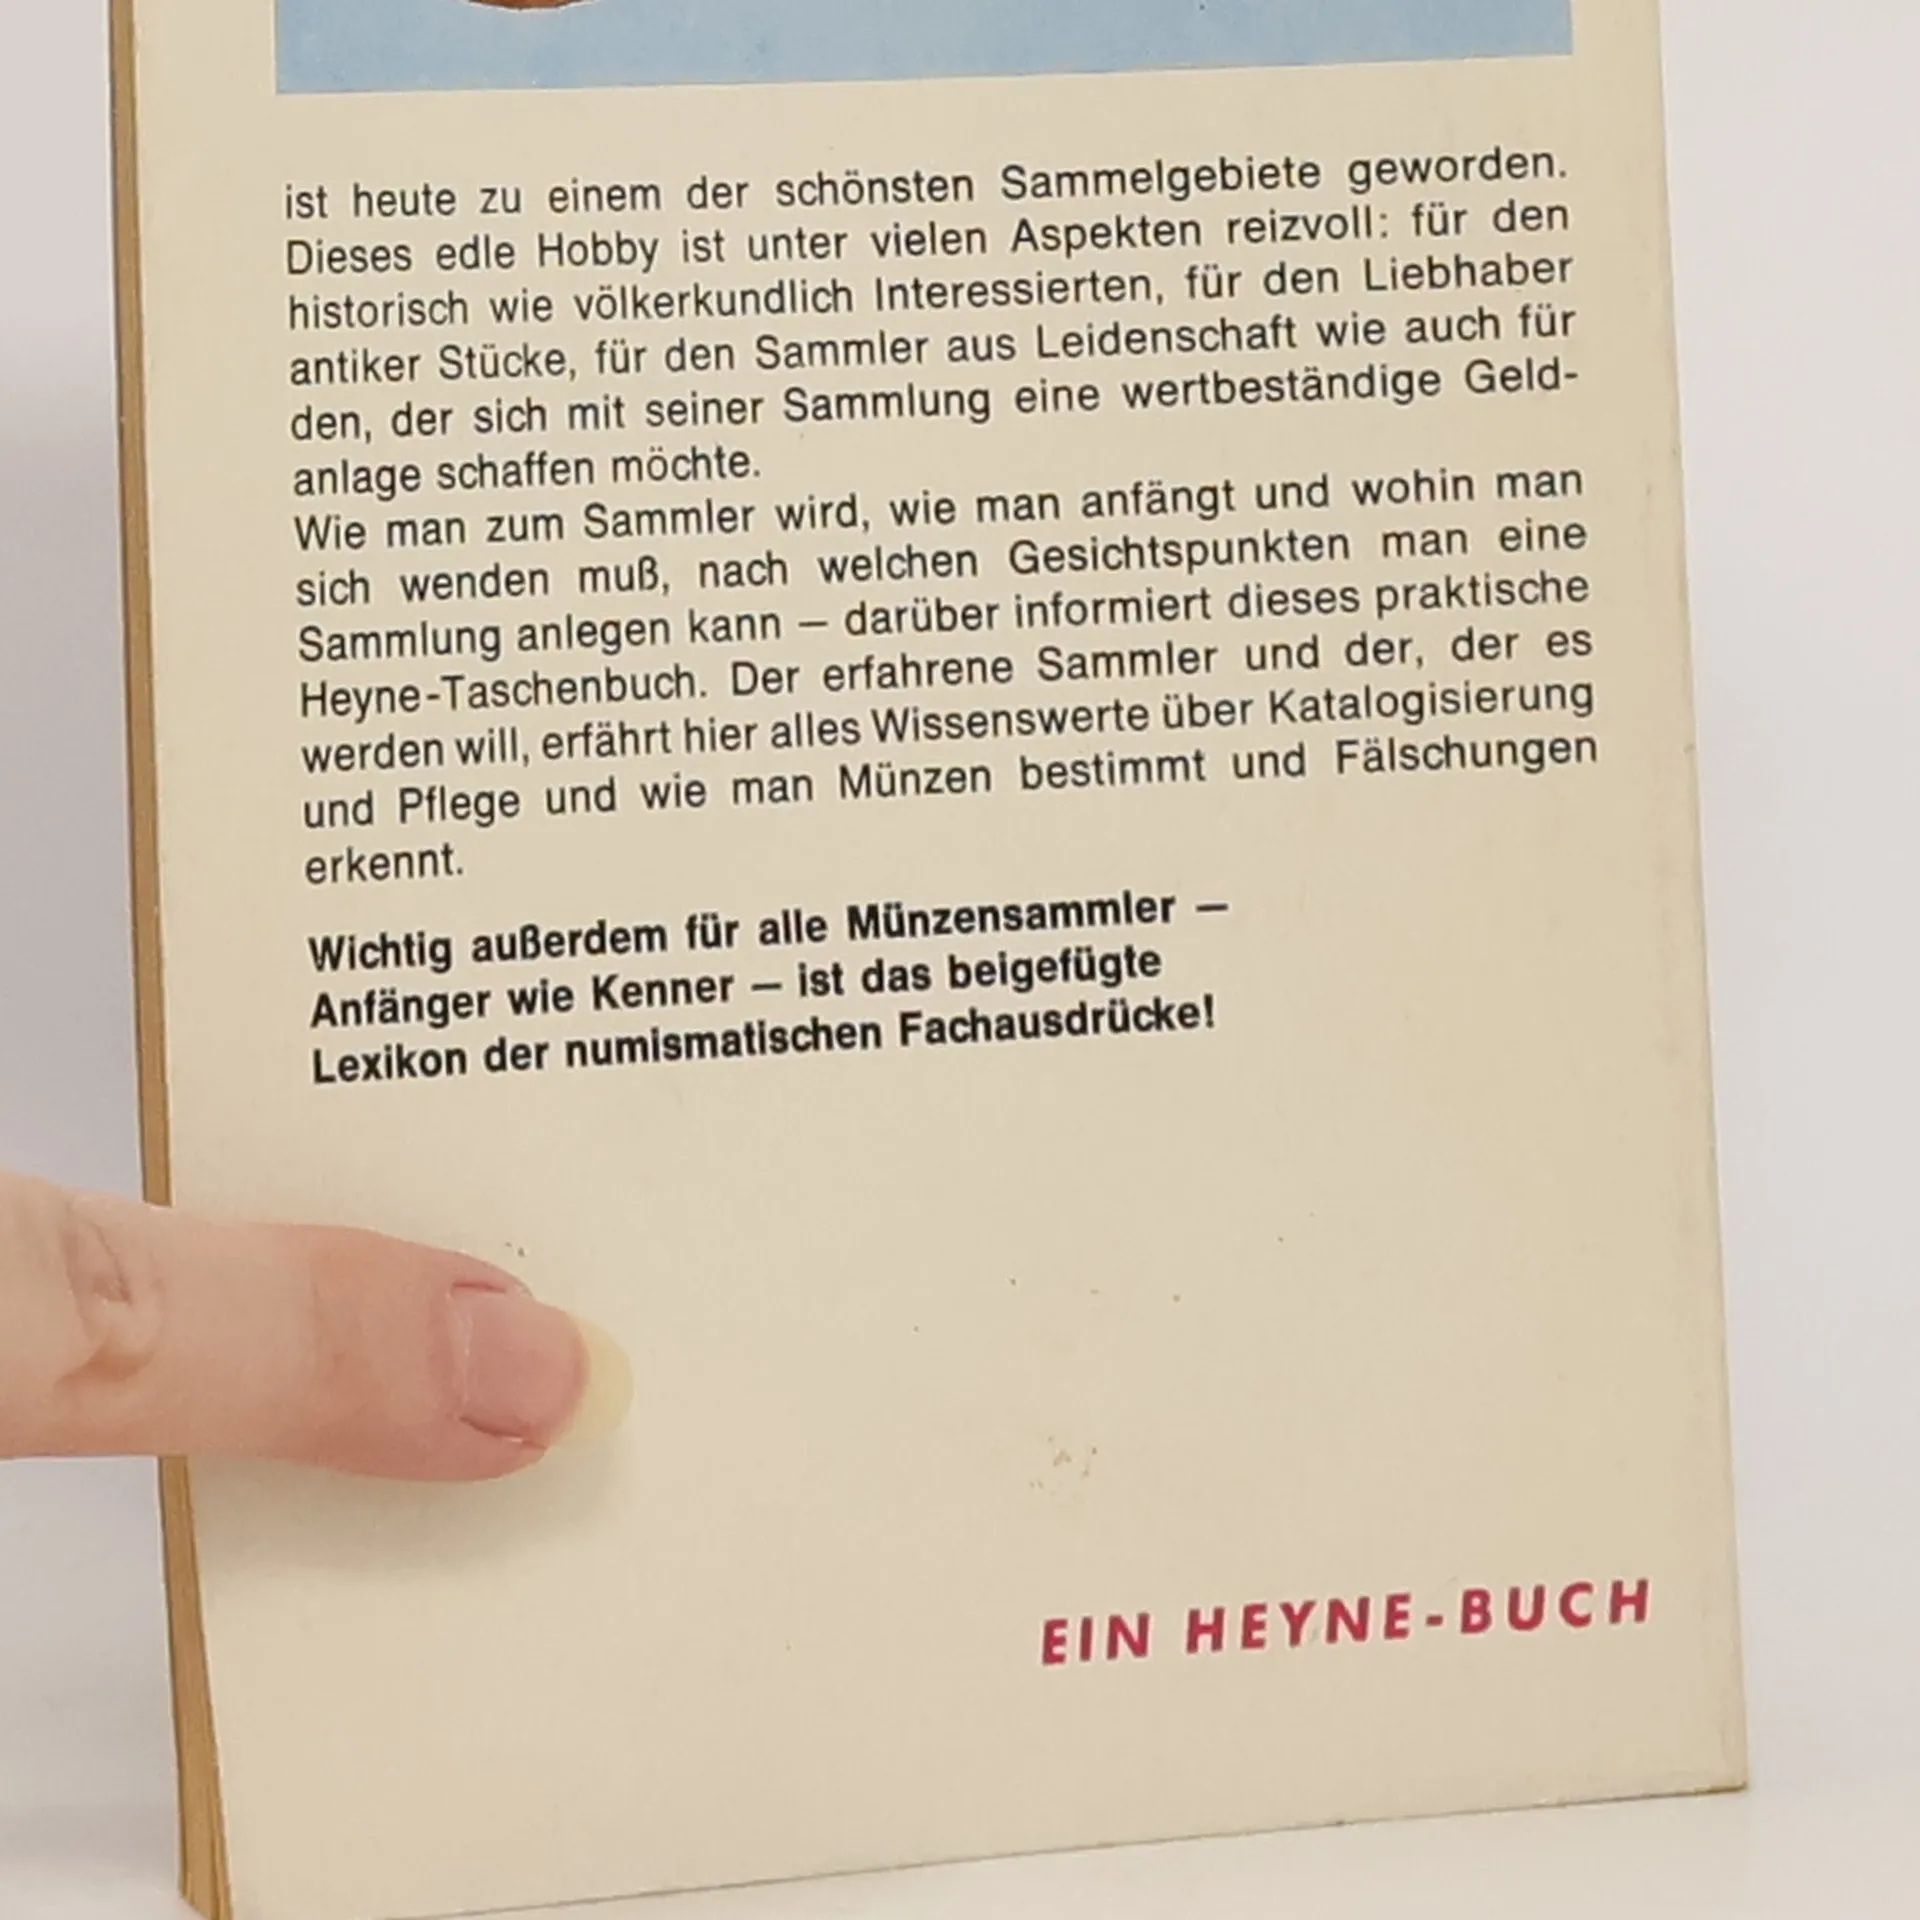 ist heute zu einem der schönsten Sammelgebiete geworden.
Dieses edle Hobby ist unter vielen Aspekten reizvoll: für den
historisch wie völkerkundlich Interessierten, für den Liebhaber
antiker Stücke, für den Sammler aus Leidenschaft wie auch für
den, der sich mit seiner Sammlung eine wertbeständige Geld-
anlage schaffen möchte.
Wie man zum Sammler wird, wie man anfängt und wohin man
sich wenden muß, nach welchen Gesichtspunkten man eine
Sammlung anlegen kann – darüber informiert dieses praktische
Heyne-Taschenbuch. Der erfahrene Sammler und der, der es
werden will, erfährt hier alles Wissenswerte über Katalogisierung
und Pflege und wie man Münzen bestimmt und Fälschungen
erkennt.
Wichtig außerdem für alle Münzensammler –
Anfänger wie Kenner – ist das beigefügte
Lexikon der numismatischen Fachausdrücke!
EIN HEYNE-BUCH